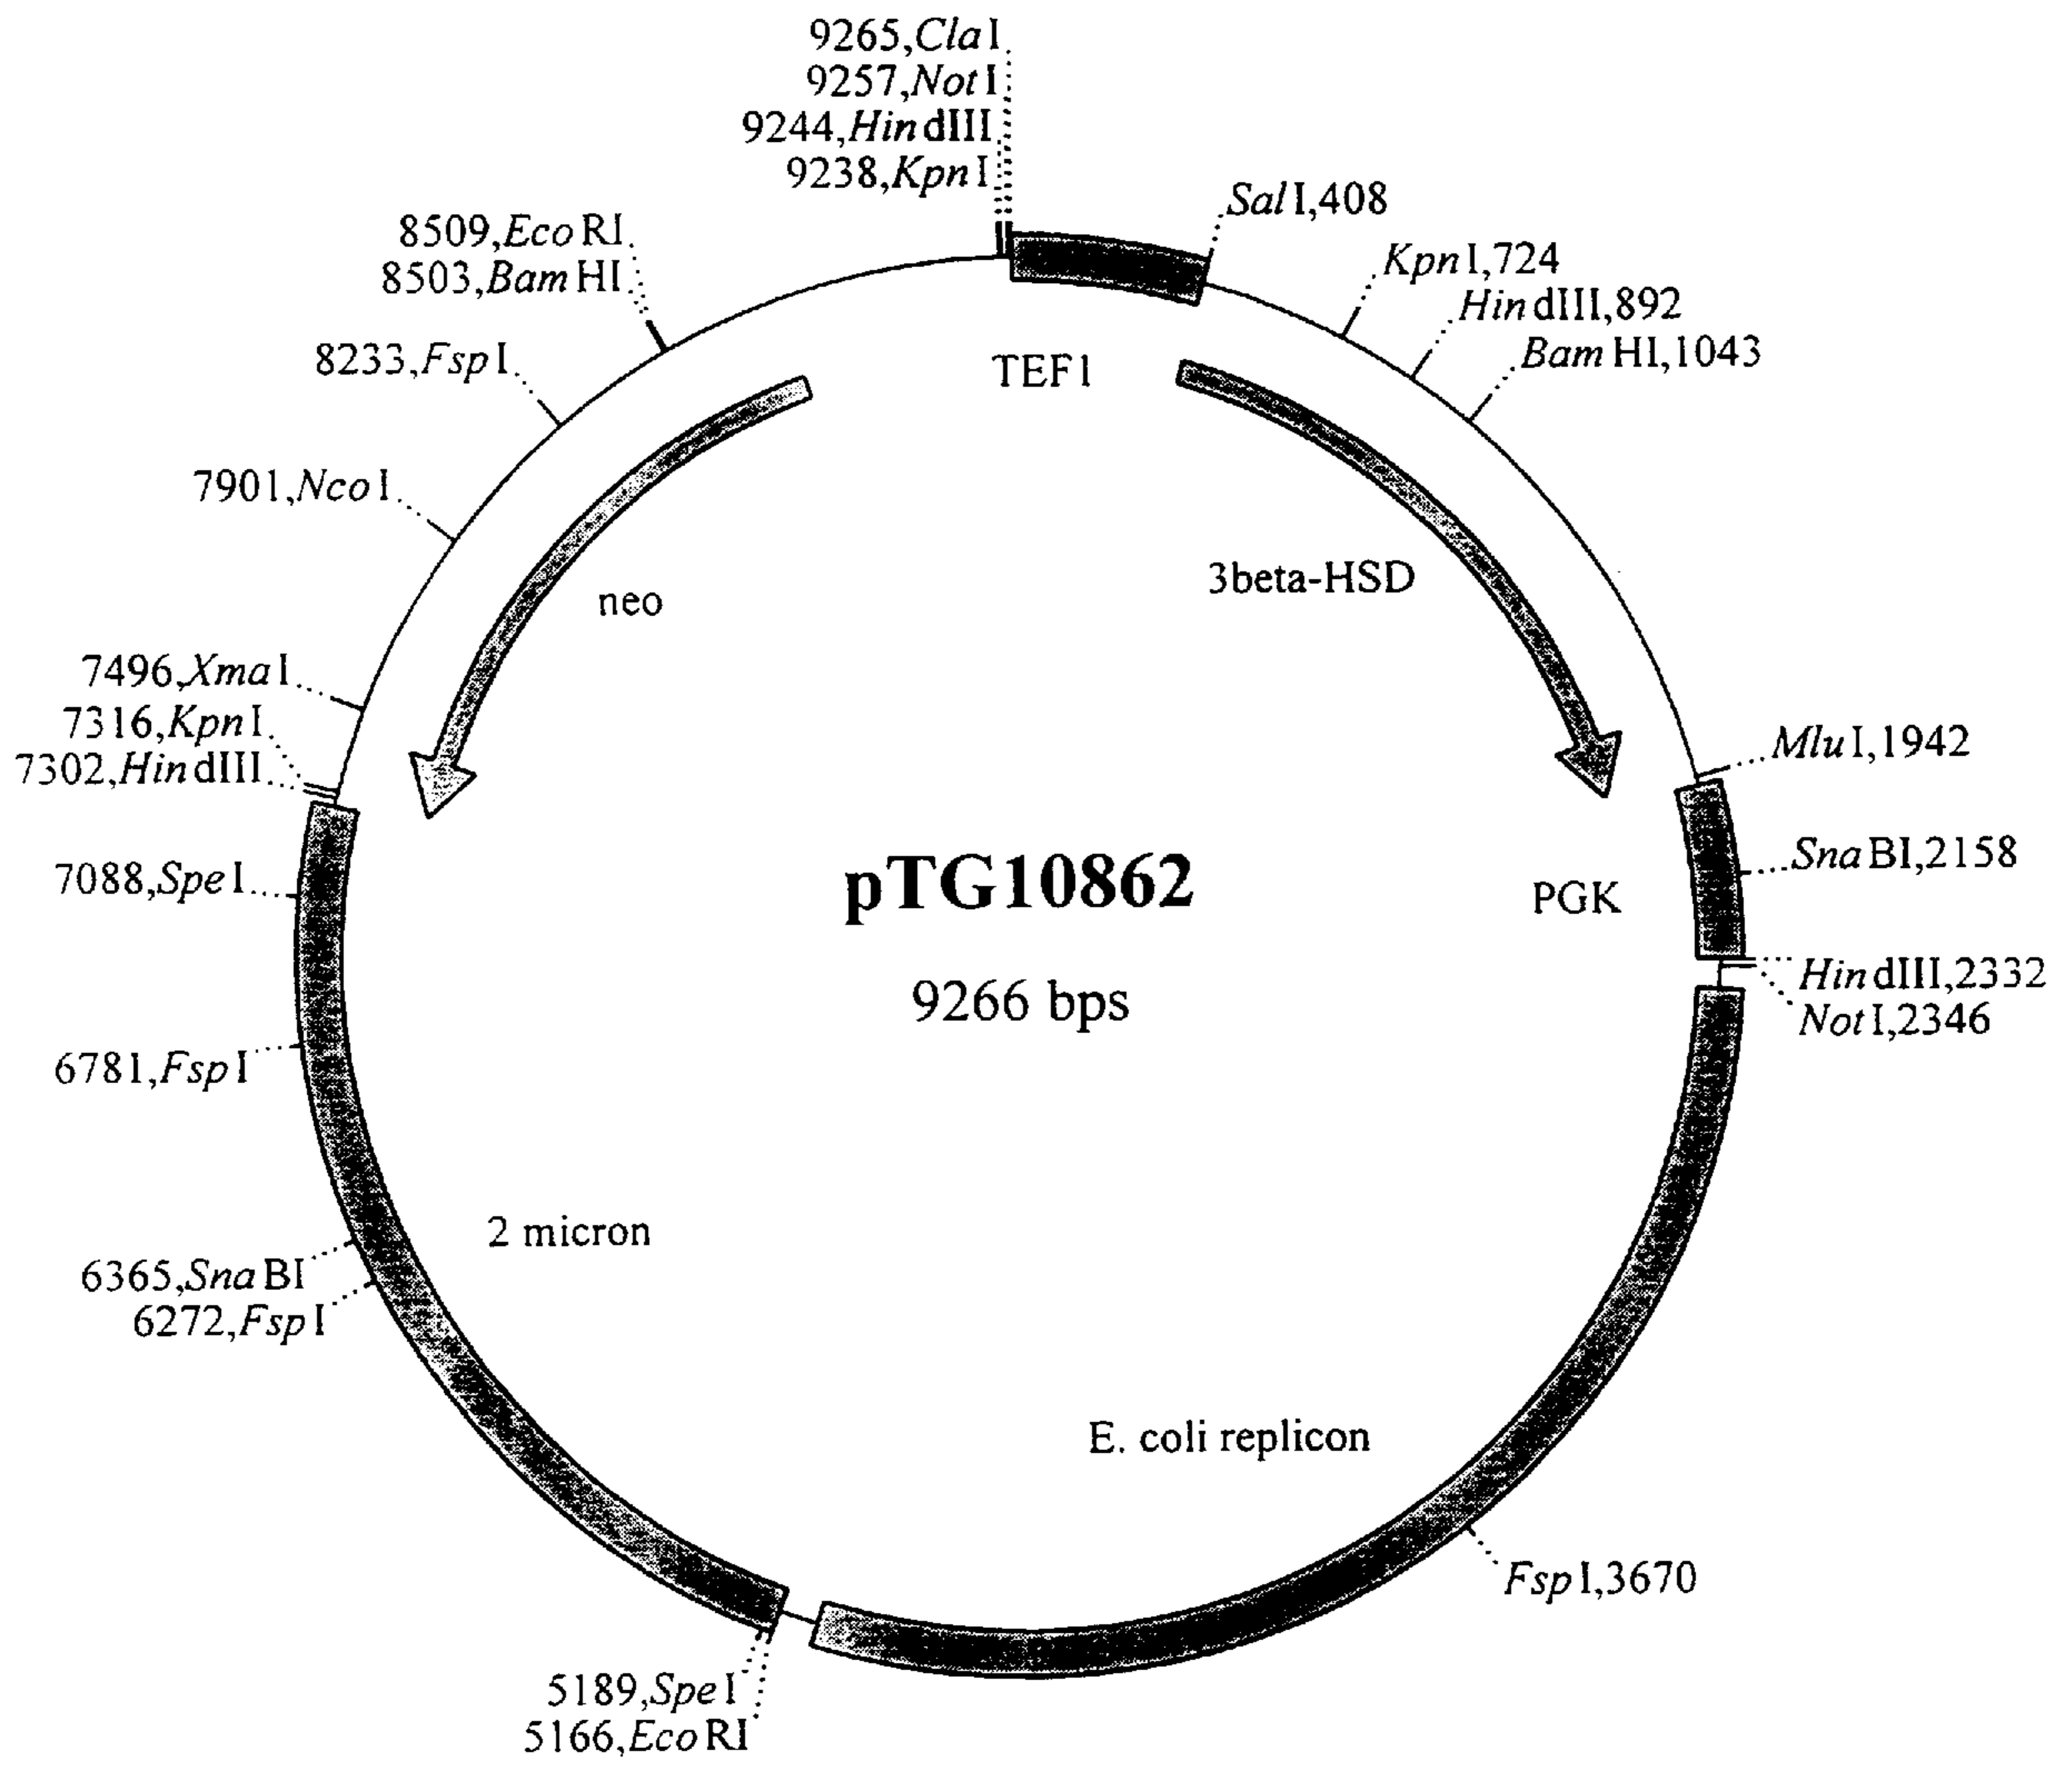 9265,ClaI
9257,NotI
9244,HindIII
9238,KpnI
SalI,408
8509,EcoRI
KpnI,724
8503,BamHI
HindIII,892
8233,FspI
TEF1
BamHI,1043
7901,NcoI
3beta-HSD
neo
7496,XmaI
7316,KpnI
MluI,1942
7302,HindIII
SnaBI,2158
7088,SpeI
pTG10862
PGK
HindIII,2332
9266 bps
NotI,2346
6781,FspI
2 micron
6365,SnaBI
6272,FspI
E. coli replicon
FspI,3670
5189,SpeI
5166,EcoRI